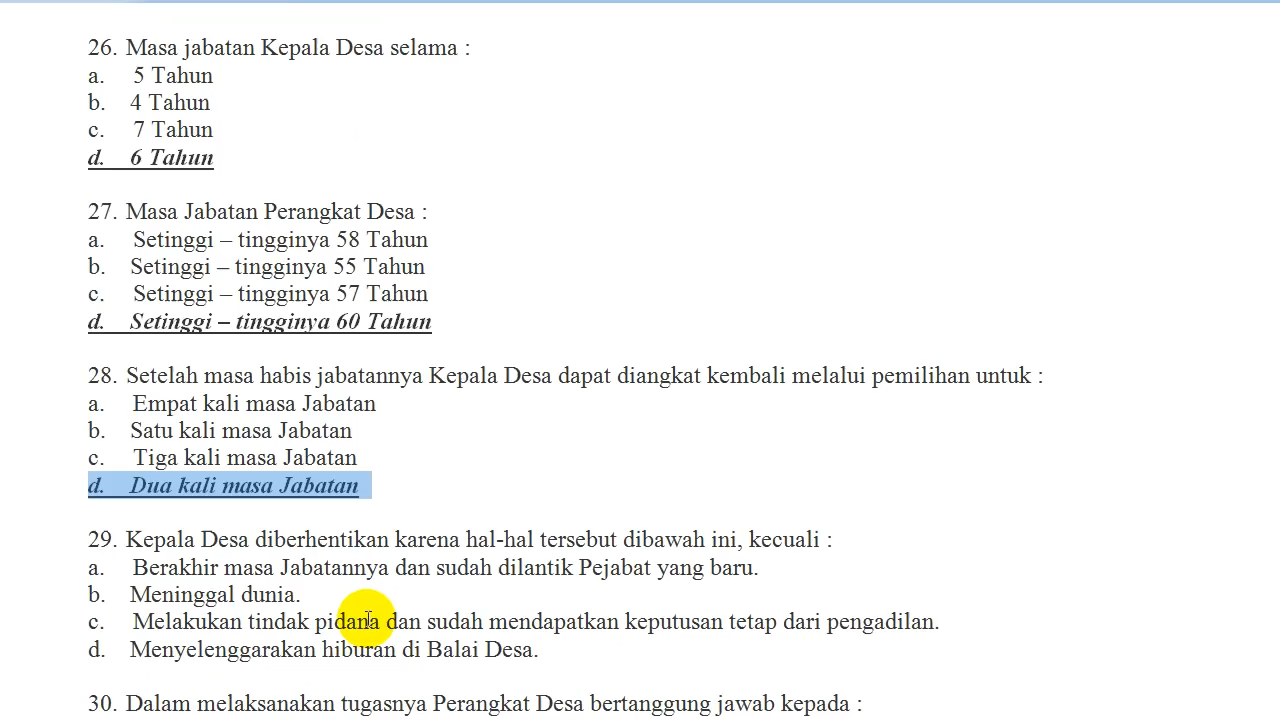 26. Masa jabatan Kepala Desa selama :
a. 5 Tahun
b. 4 Tahun
c. 7 Tahun
d. 6 Tahun
27. Masa Jabatan Perangkat Desa :
a. Setinggi – tingginya 58 Tahun
b. Setinggi – tingginya 55 Tahun
c. Setinggi – tingginya 57 Tahun
d. Setinggi – tingginya 60 Tahun
28. Setelah masa habis jabatannya Kepala Desa dapat diangkat kembali melalui pemilihan untuk :
a. Empat kali masa Jabatan
b. Satu kali masa Jabatan
c. Tiga kali masa Jabatan
d. Dua kali masa Jabatan
29. Kepala Desa diberhentikan karena hal-hal tersebut dibawah ini, kecuali :
a. Berakhir masa Jabatannya dan sudah dilantik Pejabat yang baru.
b. Meninggal dunia.
c. Melakukan tindak pidana dan sudah mendapatkan keputusan tetap dari pengadilan.
d. Menyelenggarakan hiburan di Balai Desa.
30. Dalam melaksanakan tugasnya Perangkat Desa bertanggung jawab kepada :